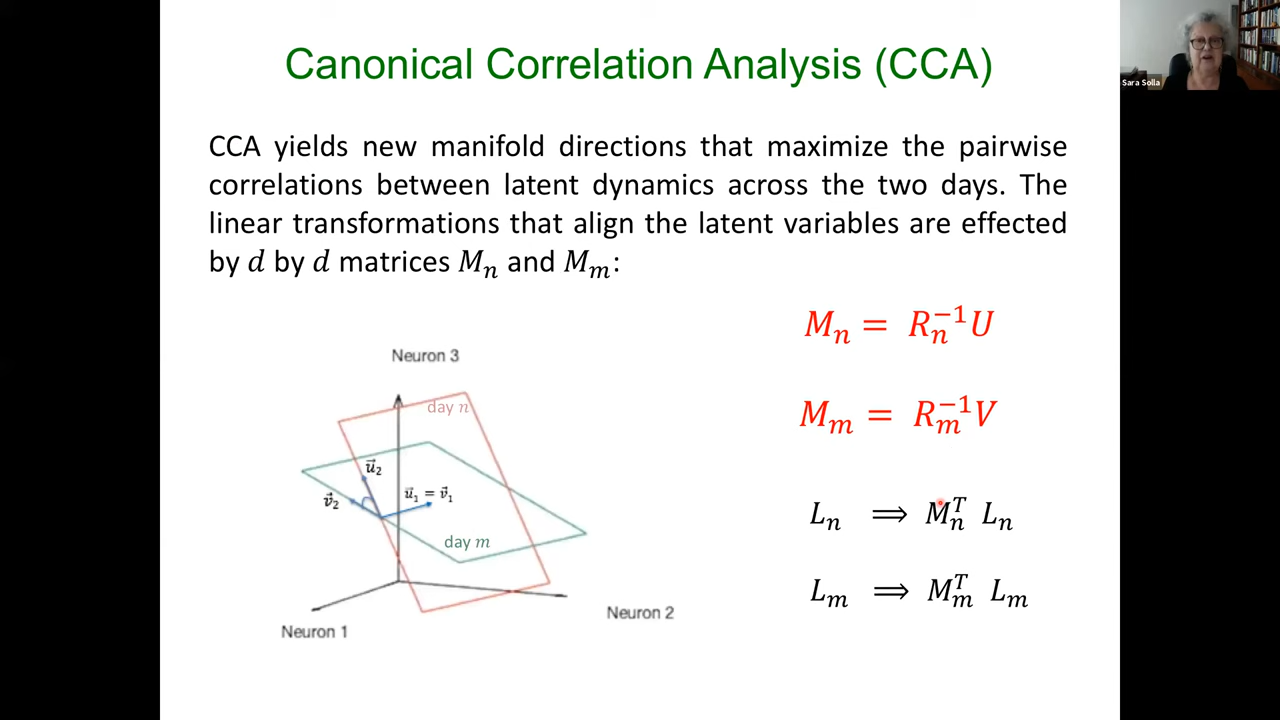 Canonical Correlation Analysis (CCA)
Sara Solla
CCA yields new manifold directions that maximize the pairwise
correlations between latent dynamics across the two days. The
linear transformations that align the latent variables are effected
by d by d matrices Mₙ and Mₘ:
Mₙ = Rₙ⁻¹U
Mₘ = Rₘ⁻¹V
Lₙ ⟹ Mₙᵀ Lₙ
Lₘ ⟹ Mₘᵀ Lₘ
Neuron 3
day n
u⃗₂
v⃗₂
u⃗₁ = v⃗₁
day m
Neuron 2
Neuron 1